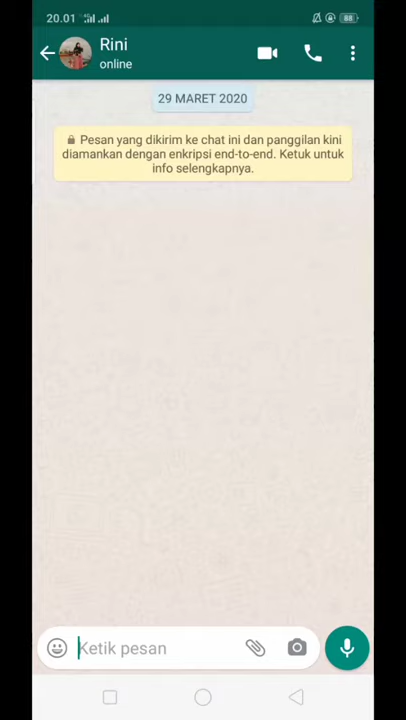 20.01
88
Rini
online
29 MARET 2020
Pesan yang dikirim ke chat ini dan panggilan kini
diamankan dengan enkripsi end-to-end. Ketuk untuk
info selengkapnya.
Ketik pesan